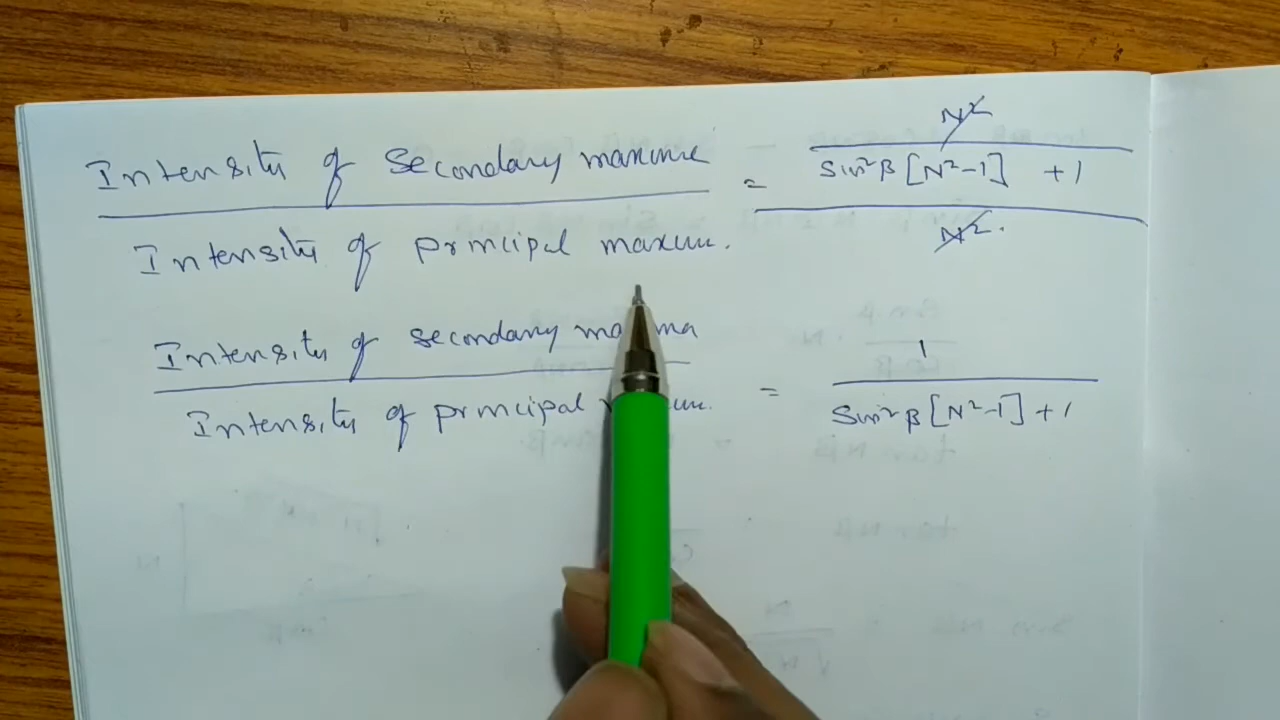 Intensity of secondary maxima = N²
sin²β [N²-1] + 1
Intensity of principal maxima. N².
Intensity of secondary maxima = 1
Intensity of principal sin²β [N²-1] + 1